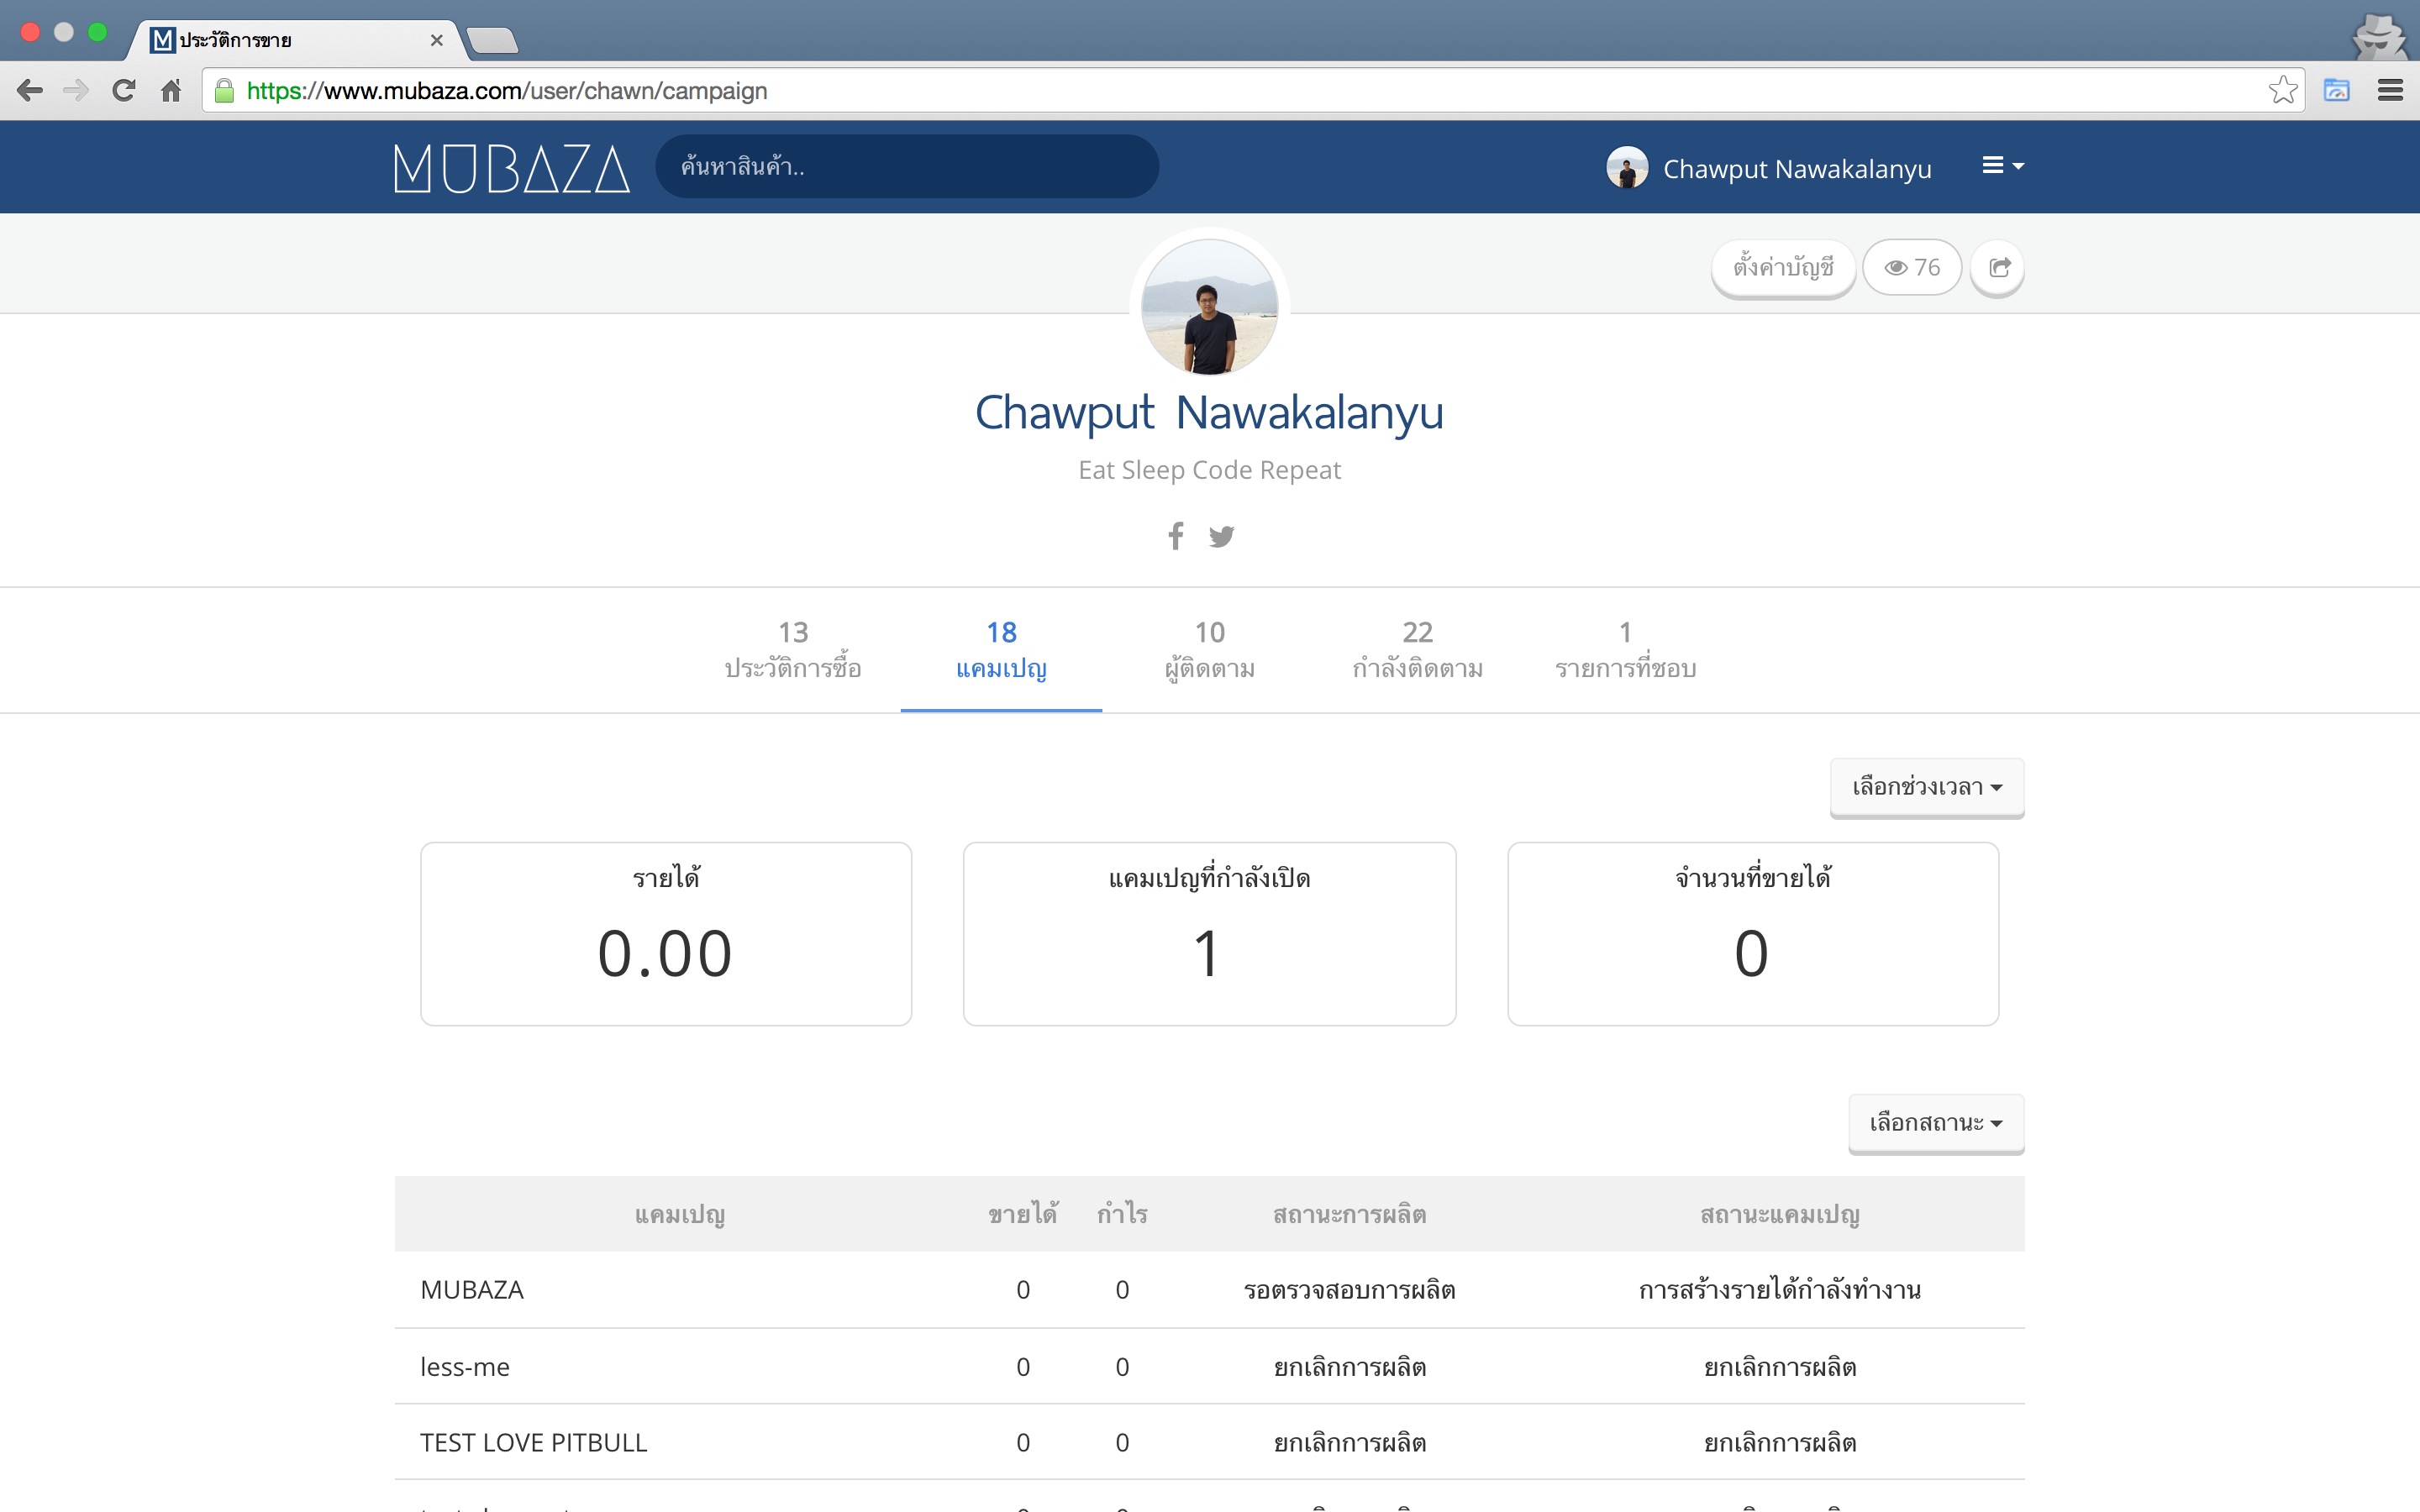 ประวัติการขาย
https://www.mubaza.com/user/chawn/campaign
MUBAZA
ค้นหาสินค้า..
Chawput Nawakalanyu
ตั้งค่าบัญชี
76
Chawput Nawakalanyu
Eat Sleep Code Repeat
13 18 10 22 1
ประวัติการซื้อ แคมเปญ ผู้ติดตาม กำลังติดตาม รายการที่ชอบ
เลือกช่วงเวลา
รายได้ แคมเปญที่กำลังเปิด จำนวนที่ขายได้
0.00 1 0
เลือกสถานะ
แคมเปญ ขายได้ กำไร สถานะการผลิต สถานะแคมเปญ
MUBAZA 0 0 รอตรวจสอบการผลิต การสร้างรายได้กำลังทำงาน
less-me 0 0 ยกเลิกการผลิต ยกเลิกการผลิต
TEST LOVE PITBULL 0 0 ยกเลิกการผลิต ยกเลิกการผลิต